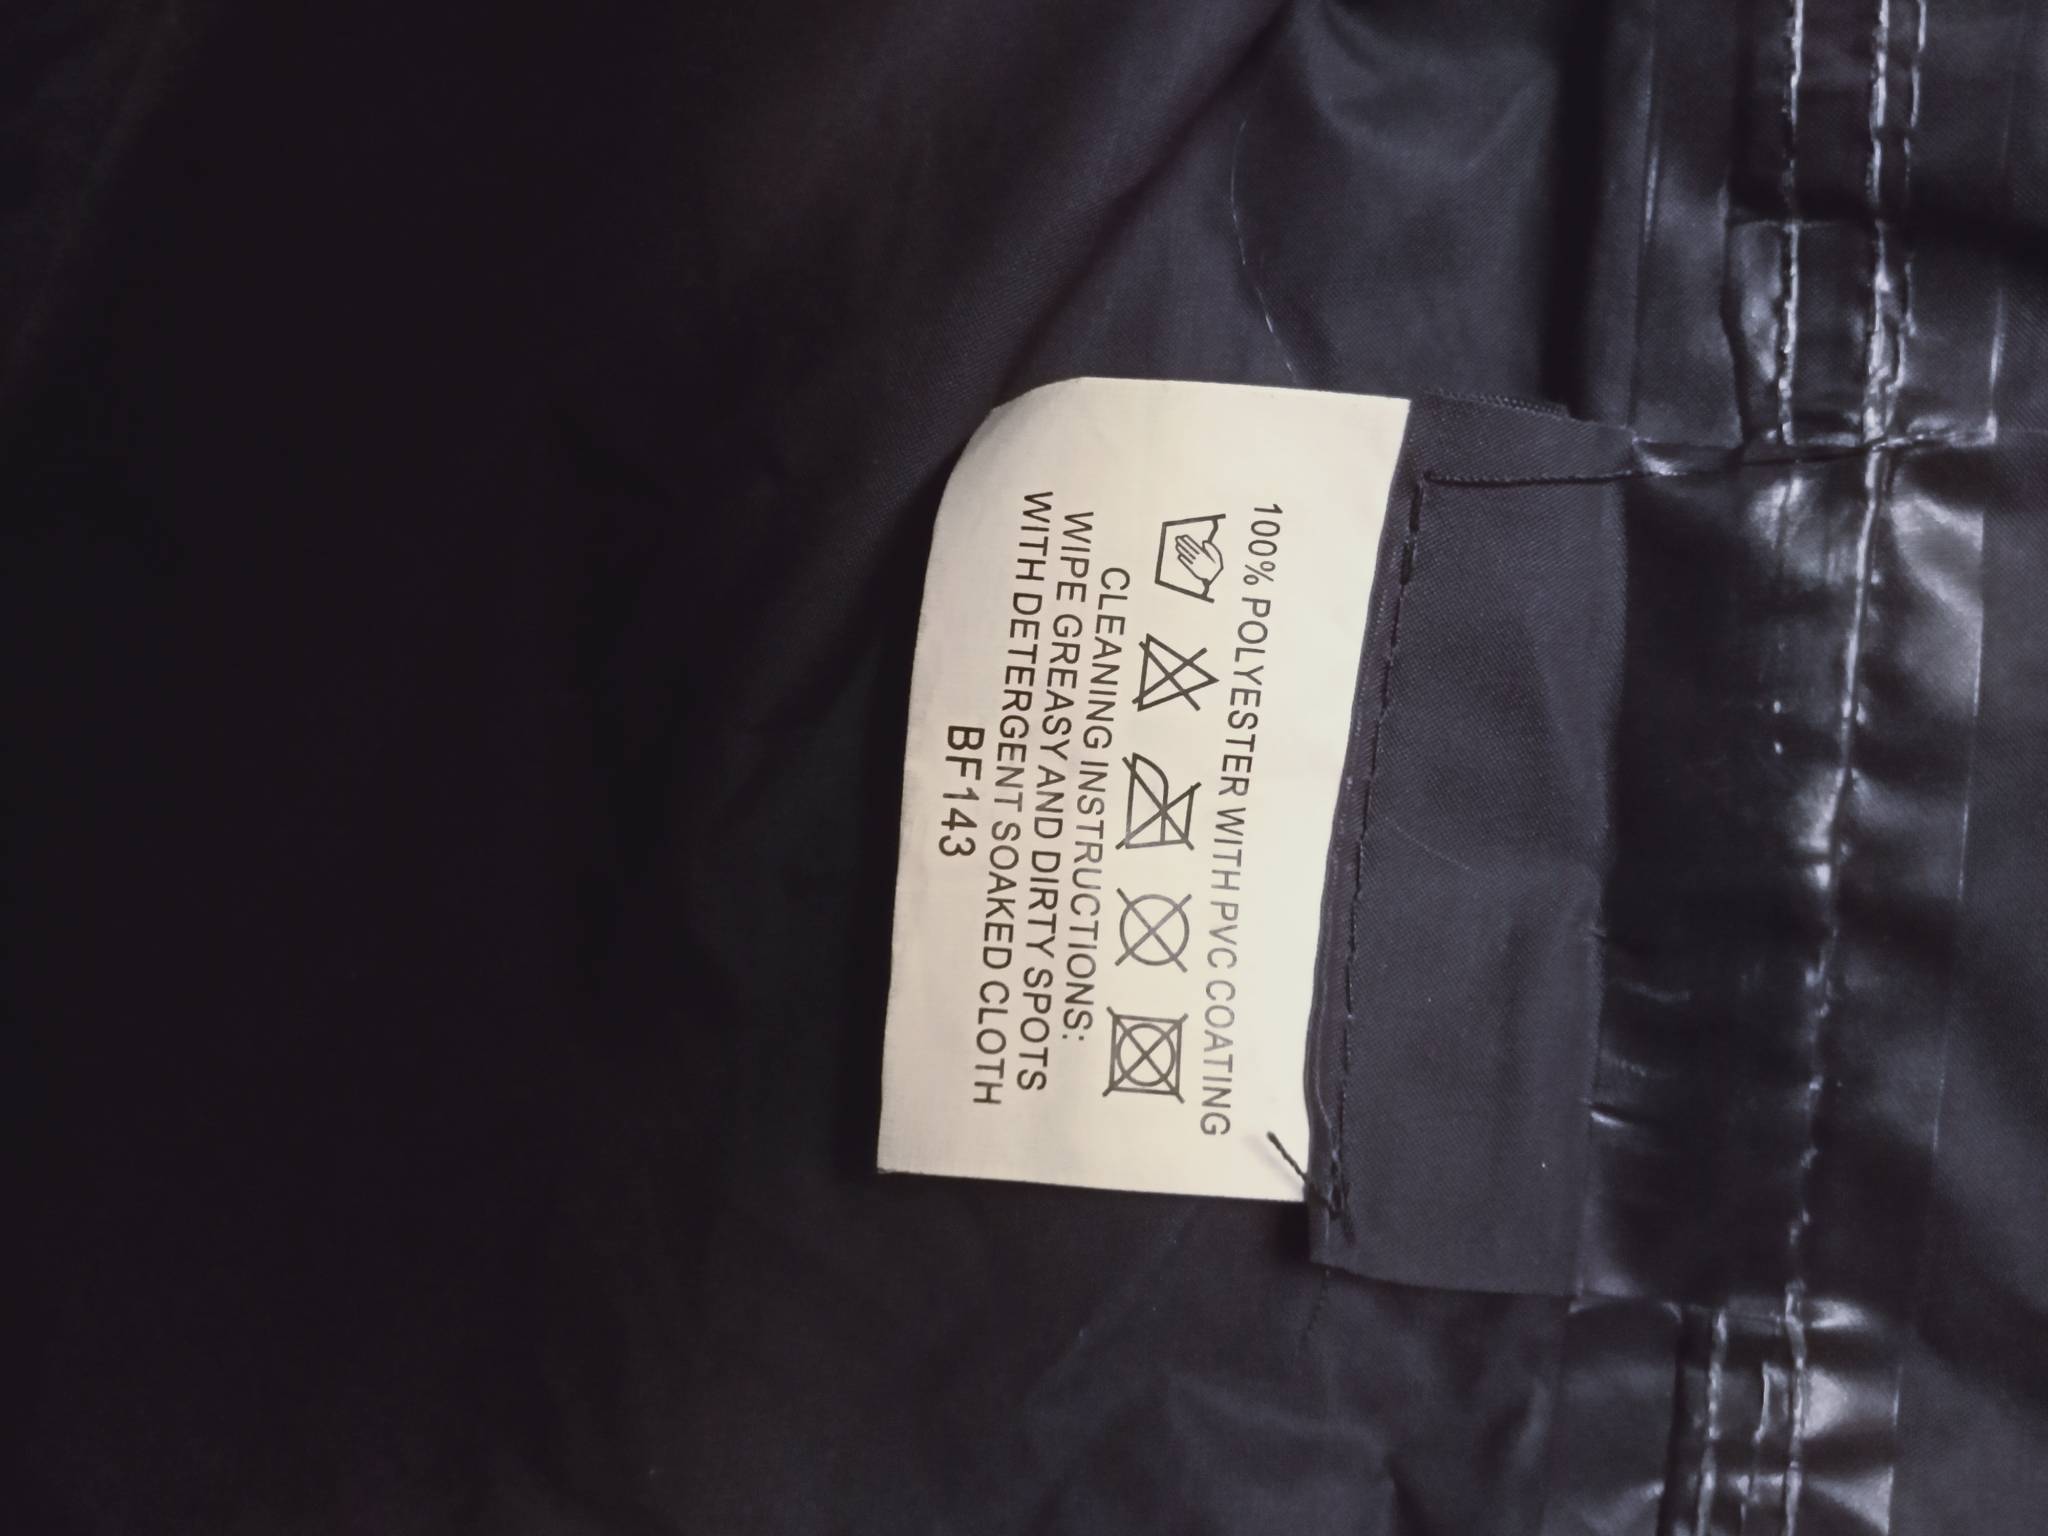 100% POLYESTER WITH PVC COATING
CLEANING INSTRUCTIONS:
WIPE GREASY AND DIRTY SPOTS
WITH DETERGENT SOAKED CLOTH
BF143